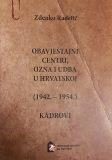 Zdenko Radelić
OBAVJEŠTAJNI
CENTRI,
OZNA I UDBA
U HRVATSKOJ
(1942. – 1954.)
KADROVI